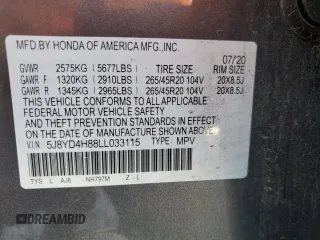 MFD.BY HONDA OF AMERICA MFG.,INC.
07/20
GVWR 2575KG (5677LBS) TIRE SIZE RIM SIZE
GAWR F 1320KG (2910LBS) 265/45R20 104V 20X8.5J
GAWR R 1345KG (2965LBS) 265/45R20 104V 20X8.5J
THIS VEHICLE CONFORMS TO ALL APPLICABLE
FEDERAL MOTOR VEHICLE SAFETY AND THEFT
PREVENTION STANDARDS IN EFFECT ON THE DATE
OF MANUFACTURE SHOWN ABOVE.
V.I.N. 5J8YD4H88LL033115 TYPE: MPV
TYS L AJ6 NH797M Z - L
DREAMBID